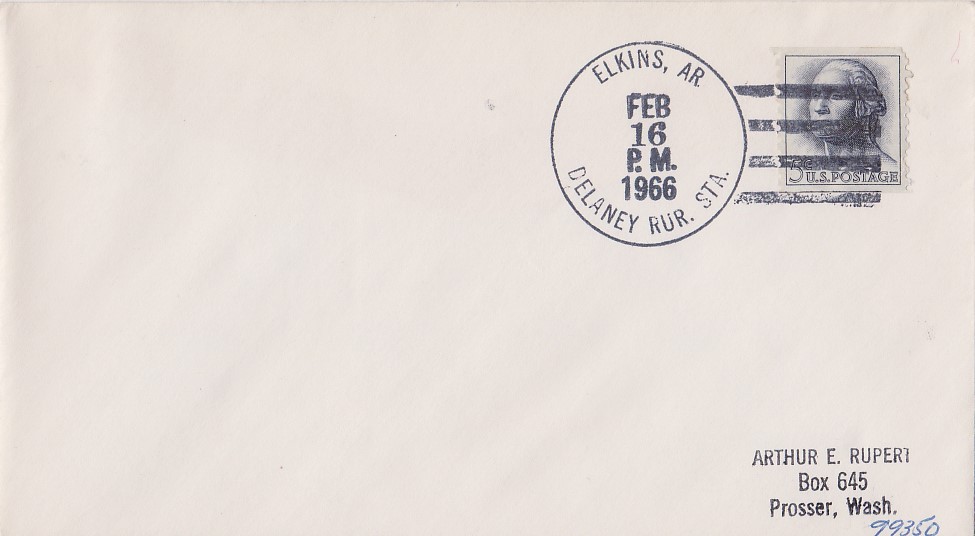 ELKINS, AR.
FEB
16
P. M.
1966
DELANEY RUR. STA.
5¢ U.S. POSTAGE
ARTHUR E. RUPERT
Box 645
Prosser, Wash.
99350